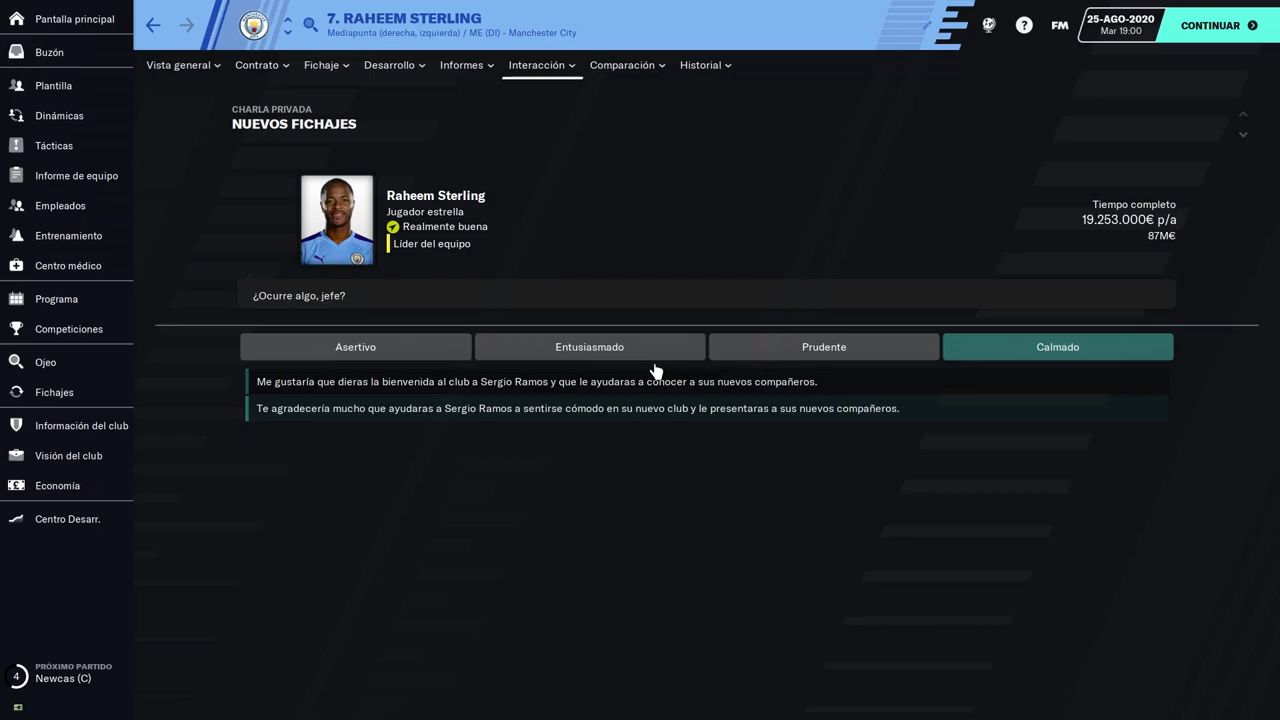 Pantalla principal
Buzón
Plantilla
Dinámicas
Tácticas
Informe de equipo
Empleados
Entrenamiento
Centro médico
Programa
Competiciones
Ojeo
Fichajes
Información del club
Visión del club
Economía
Centro Desarr.
4
PRÓXIMO PARTIDO
Newcas (C)
7. RAHEEM STERLING
Mediapunta (derecha, izquierda) / ME (DI) - Manchester City
?
FM
25-AGO-2020
Mar 19:00
CONTINUAR
Vista general
Contrato
Fichaje
Desarrollo
Informes
Interacción
Comparación
Historial
CHARLA PRIVADA
NUEVOS FICHAJES
Raheem Sterling
Jugador estrella
Realmente buena
Líder del equipo
Tiempo completo
19.253.000€ p/a
87M€
¿Ocurre algo, jefe?
Asertivo
Entusiasmado
Prudente
Calmado
Me gustaría que dieras la bienvenida al club a Sergio Ramos y que le ayudaras a conocer a sus nuevos compañeros.
Te agradecería mucho que ayudaras a Sergio Ramos a sentirse cómodo en su nuevo club y le presentaras a sus nuevos compañeros.